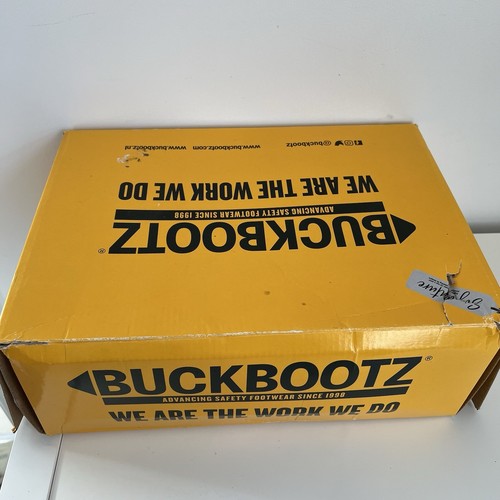 BUCKBOOTZ®
ADVANCING SAFETY FOOTWEAR SINCE 1998
WE ARE THE WORK WE DO
@buckbootz www.buckbootz.com www.buckbootz.nl
Signature
BUCKBOOTZ®
ADVANCING SAFETY FOOTWEAR SINCE 1998
WE ARE THE WORK WE DO